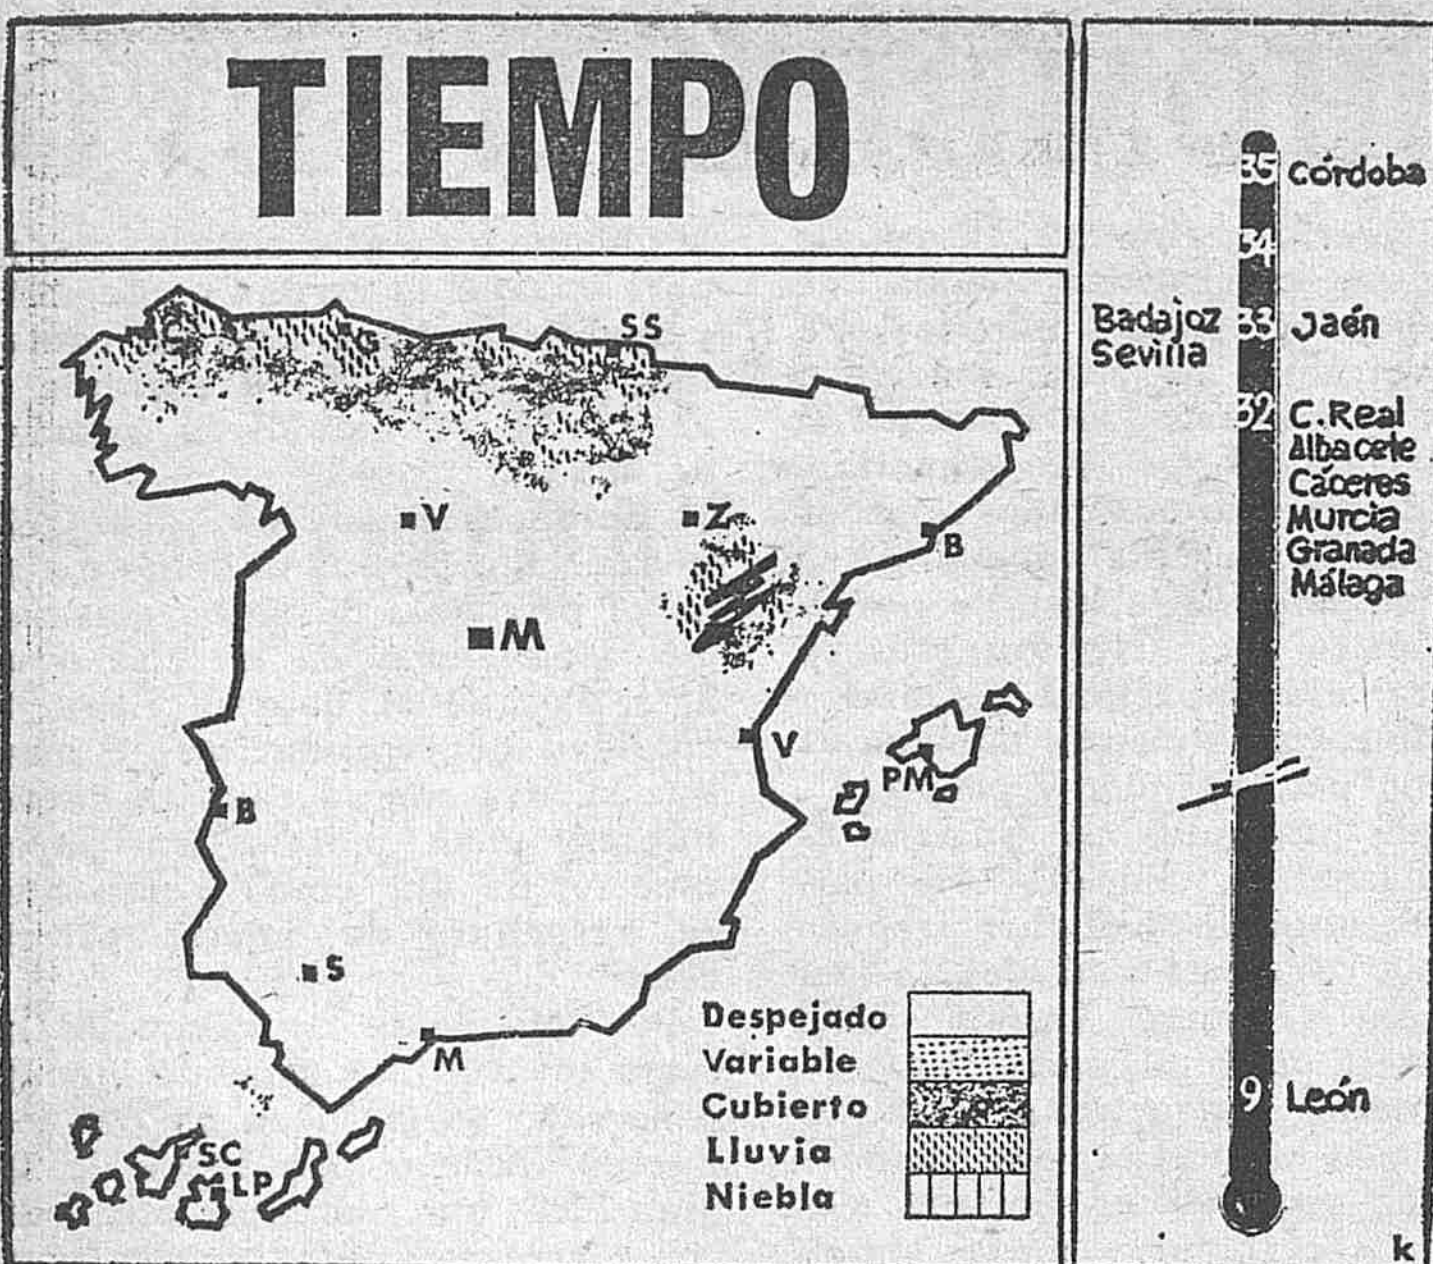 TIEMPO
C
G
SS
V
Z
B
M
V
PM
B
S
M
SC
LP
Despejado
Variable
Cubierto
Lluvia
Niebla
35 Córdoba
34
Badajoz 33 Jaén
Sevilla
32 C.Real
Albacete
Cáceres
Murcia
Granada
Málaga
9 León
k